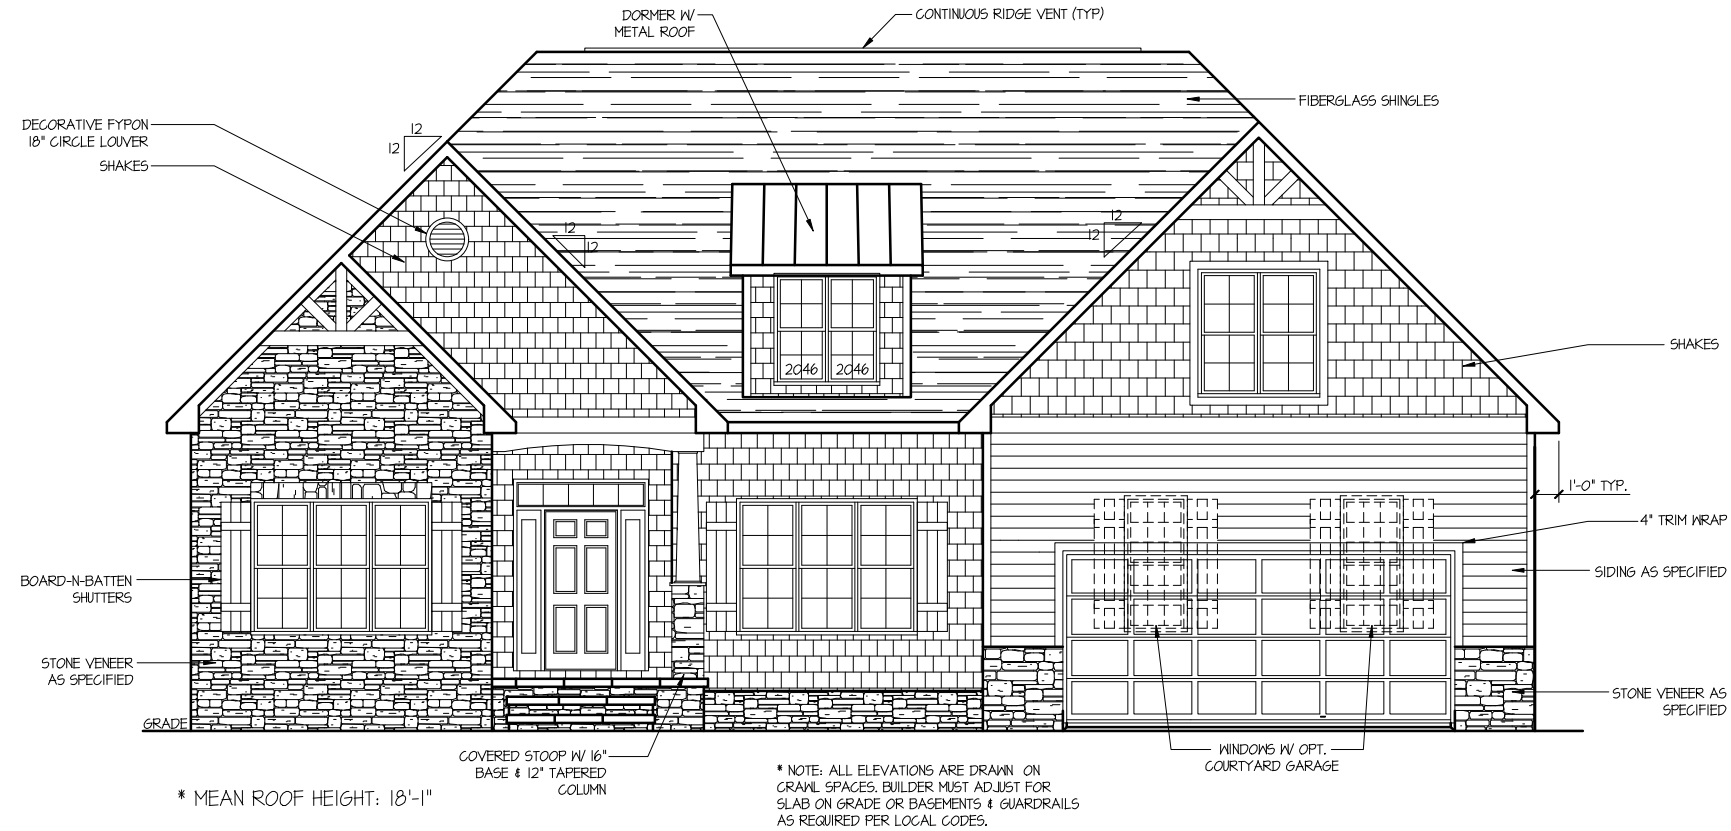 DORMER W/
METAL ROOF
CONTINUOUS RIDGE VENT (TYP)
FIBERGLASS SHINGLES
DECORATIVE FYPON
18" CIRCLE LOUVER
SHAKES
12
12
12
12
12
12
2046 2046
SHAKES
1'-0" TYP.
4" TRIM WRAP
SIDING AS SPECIFIED
BOARD-N-BATTEN
SHUTTERS
STONE VENEER
AS SPECIFIED
STONE VENEER AS
SPECIFIED
GRADE
COVERED STOOP W/ 16"
BASE & 12" TAPERED
COLUMN
WINDOWS W/ OPT.
COURTYARD GARAGE
* NOTE: ALL ELEVATIONS ARE DRAWN ON
CRAWL SPACES. BUILDER MUST ADJUST FOR
SLAB ON GRADE OR BASEMENTS & GUARDRAILS
AS REQUIRED PER LOCAL CODES.
* MEAN ROOF HEIGHT: 18'-1"